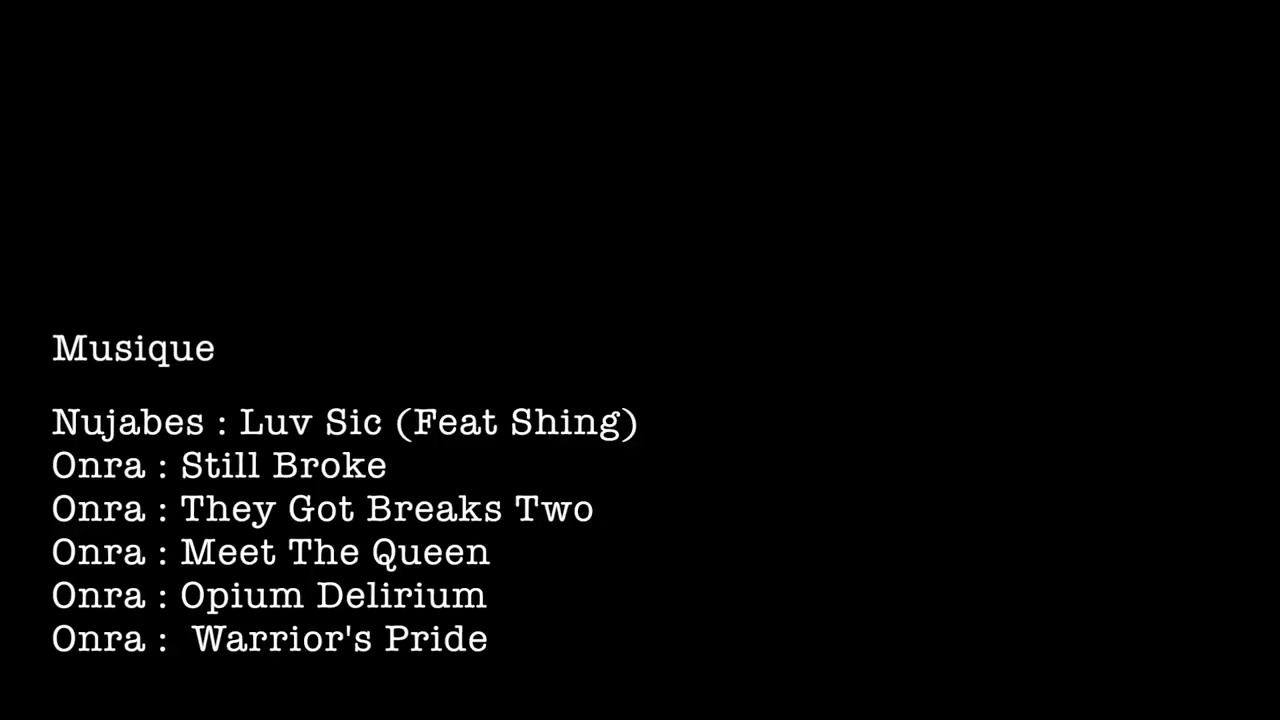 Musique
Nujabes : Luv Sic (Feat Shing)
Onra : Still Broke
Onra : They Got Breaks Two
Onra : Meet The Queen
Onra : Opium Delirium
Onra :  Warrior's Pride